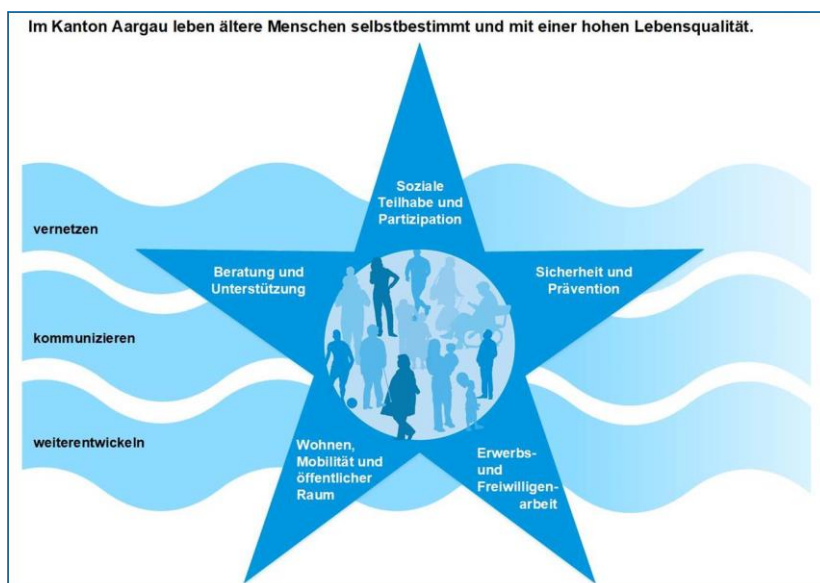 Im Kanton Aargau leben ältere Menschen selbstbestimmt und mit einer hohen Lebensqualität.
Soziale
Teilhabe und
Partizipation
vernetzen
Beratung und
Unterstützung
Sicherheit und
Prävention
kommunizieren
weiterentwickeln
Wohnen,
Mobilität und
öffentlicher
Raum
Erwerbs-
und
Freiwilligen-
arbeit